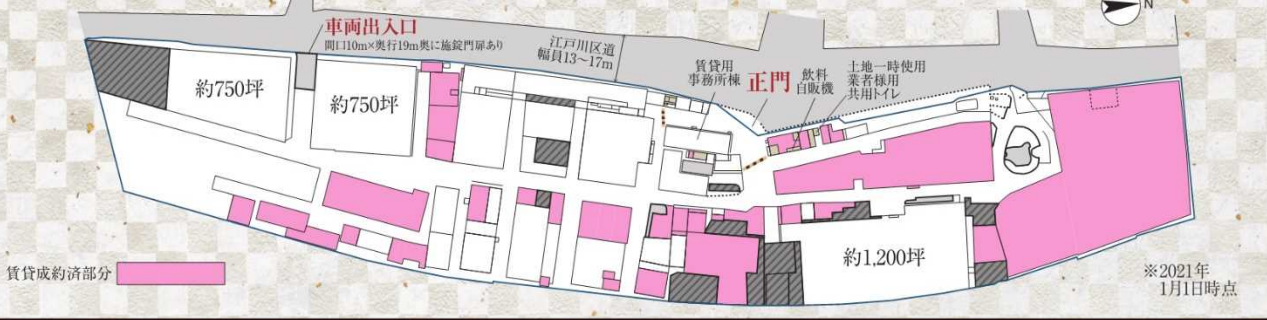 N
車両出入口
間口10m×奥行19m奥に施錠門扉あり
江戸川区道
幅員13~17m
賃貸用
事務所棟
正門
飲料
自販機
土地一時使用
業者様用
共用トイレ
約750坪
約750坪
約1,200坪
賃貸成約済部分
※2021年
1月1日時点